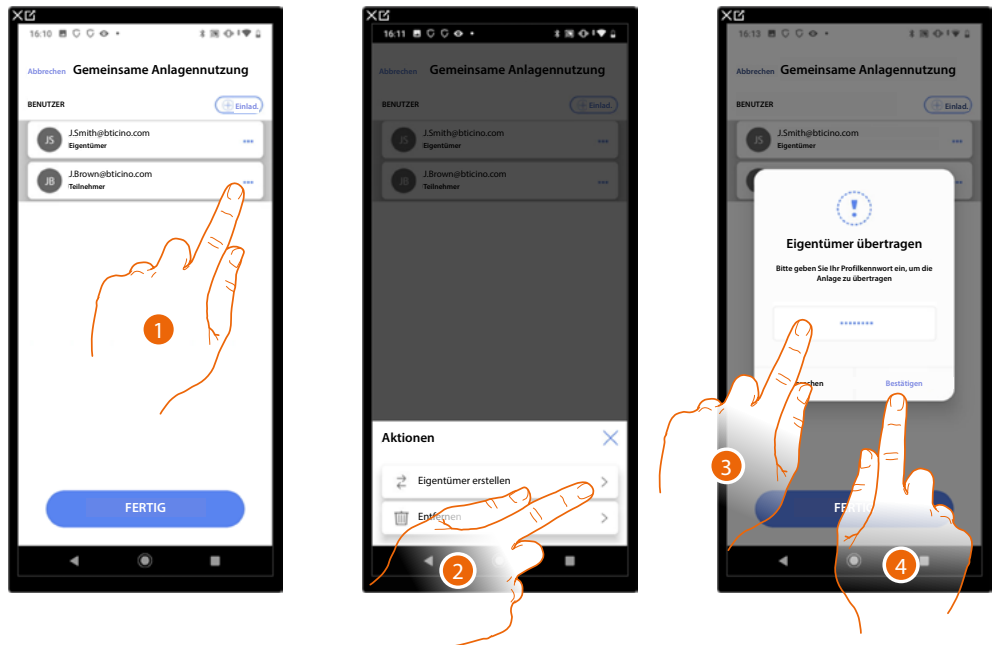 16:10
Abbrechen Gemeinsame Anlagennutzung
BENUTZER
Einlad.
JS
J.Smith@bticino.com
Eigentümer
JB
J.Brown@bticino.com
Teilnehmer
1
FERTIG
16:11
Abbrechen Gemeinsame Anlagennutzung
BENUTZER
Einlad.
JS
J.Smith@bticino.com
Eigentümer
JB
J.Brown@bticino.com
Teilnehmer
Aktionen
Eigentümer erstellen
Entfernen
2
16:13
Abbrechen Gemeinsame Anlagennutzung
BENUTZER
Einlad.
JS
J.Smith@bticino.com
Eigentümer
Eigentümer übertragen
Bitte geben Sie Ihr Profilkennwort ein, um die
Anlage zu übertragen
********
Bestätigen
3
4